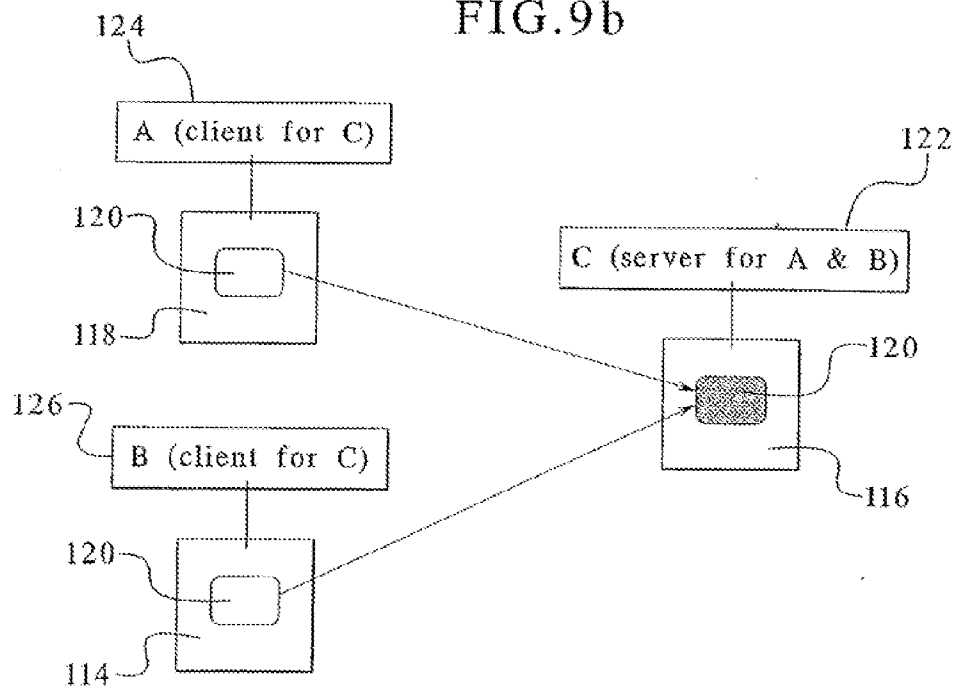 FIG.9b
124
A (client for C)
122
120
C (server for A & B)
118
120
126
B (client for C)
116
120
114